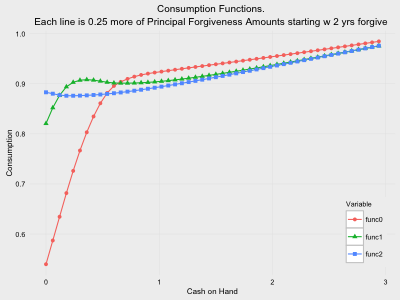 Consumption Functions.
Each line is 0.25 more of Principal Forgiveness Amounts starting w 2 yrs forgive
1.0
0.9
0.8
0.7
0.6
Consumption
0
1
2
3
Cash on Hand
Variable
func0
func1
func2